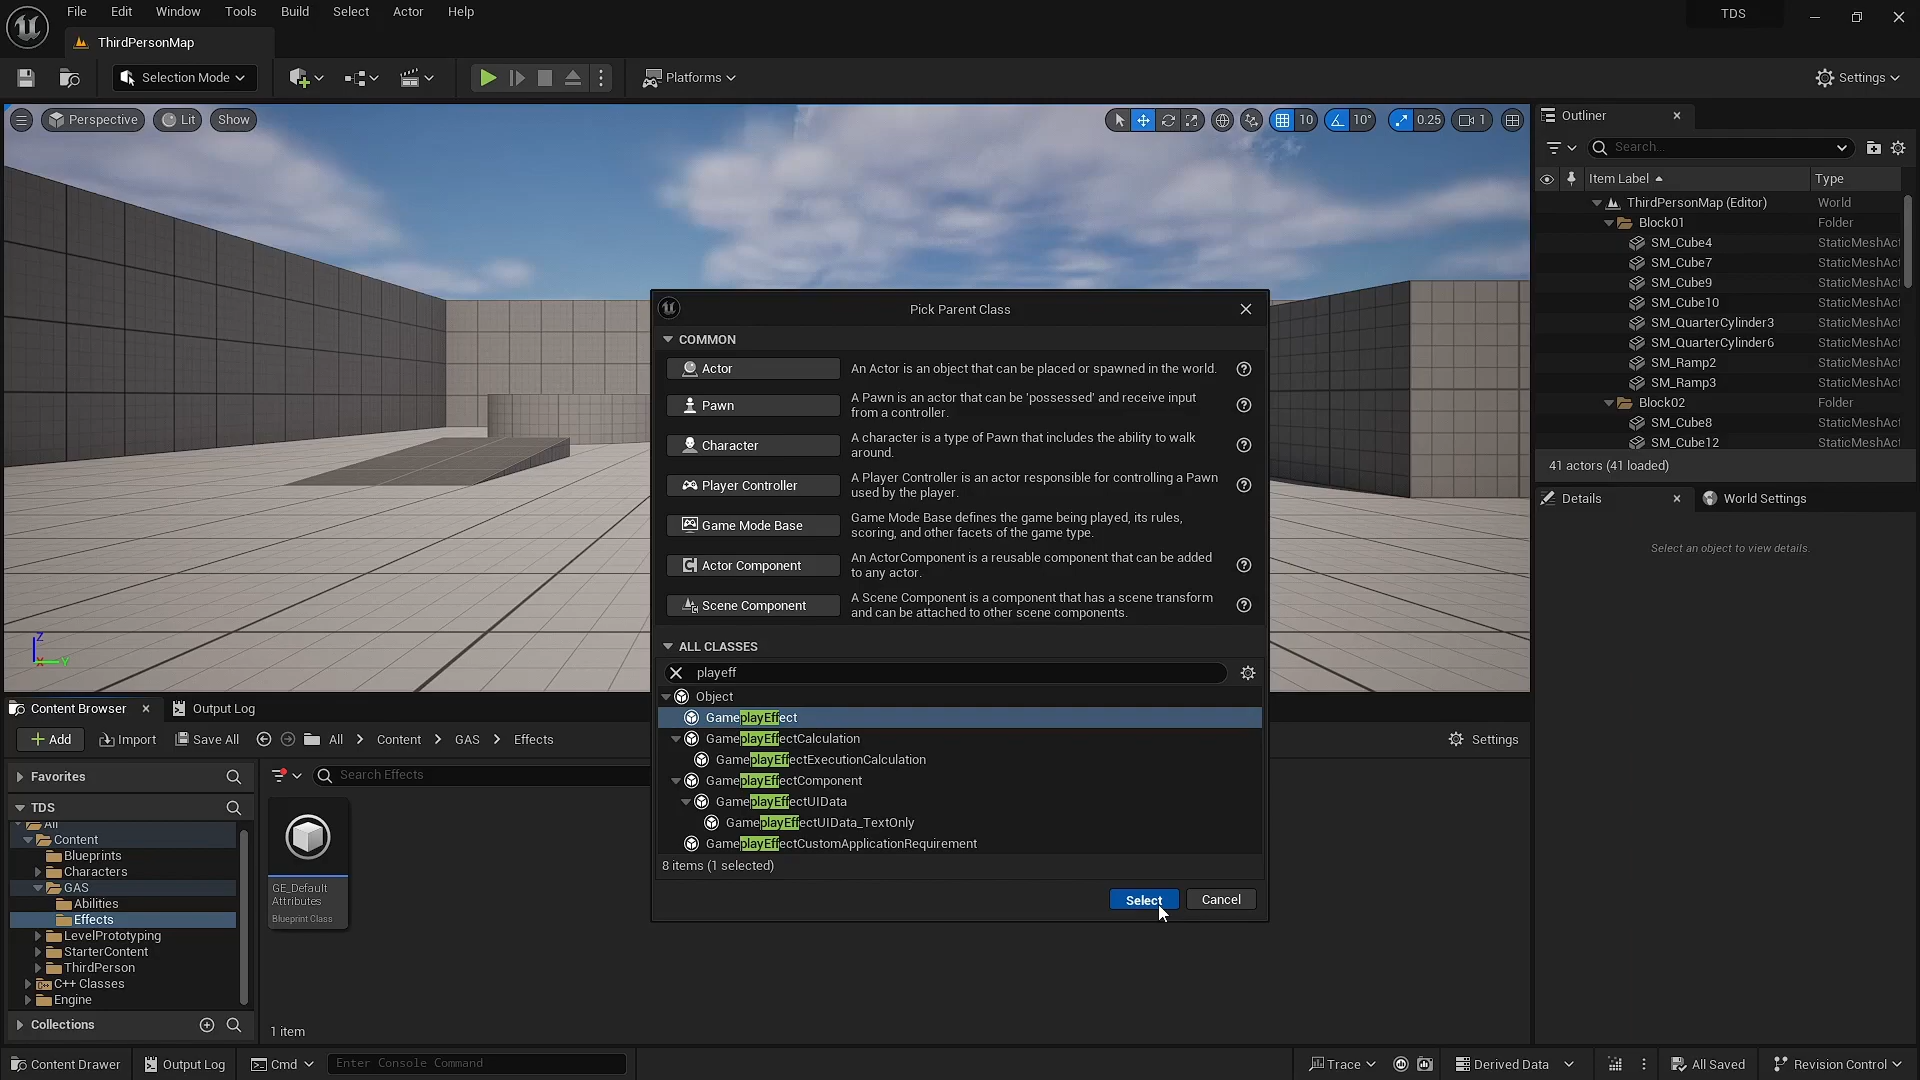 File Edit Window Tools Build Select Actor Help
TDS
ThirdPersonMap
Selection Mode
Platforms
Settings
Perspective Lit Show
10 10° 0.25 1
Outliner
Search...
Item Label Type
ThirdPersonMap (Editor) World
Block01 Folder
SM_Cube4 StaticMeshAct
SM_Cube7 StaticMeshAct
SM_Cube9 StaticMeshAct
SM_Cube10 StaticMeshAct
SM_QuarterCylinder3 StaticMeshAct
SM_QuarterCylinder6 StaticMeshAct
SM_Ramp2 StaticMeshAct
SM_Ramp3 StaticMeshAct
Block02 Folder
SM_Cube8 StaticMeshAct
SM_Cube12 StaticMeshAct
41 actors (41 loaded)
Details World Settings
Select an object to view details.
Pick Parent Class
COMMON
Actor An Actor is an object that can be placed or spawned in the world.
Pawn A Pawn is an actor that can be 'possessed' and receive input
from a controller.
Character A character is a type of Pawn that includes the ability to walk
around.
Player Controller A Player Controller is an actor responsible for controlling a Pawn
used by the player.
Game Mode Base Game Mode Base defines the game being played, its rules,
scoring, and other facets of the game type.
Actor Component An ActorComponent is a reusable component that can be added
to any actor.
Scene Component A Scene Component is a component that has a scene transform
and can be attached to other scene components.
ALL CLASSES
playeff
Object
GameplayEffect
GameplayEffectCalculation
GameplayEffectExecutionCalculation
GameplayEffectComponent
GameplayEffectUIData
GameplayEffectUIData_TextOnly
GameplayEffectCustomApplicationRequirement
8 items (1 selected)
Select Cancel
Z
X Y
Content Browser Output Log
Add Import Save All All Content GAS Effects Settings
Favorites
Search Effects
TDS
All
Content
Blueprints
Characters
GAS
Abilities
Effects
LevelPrototyping
StarterContent
ThirdPerson
C++ Classes
Engine
Collections
GE_Default
Attributes
Blueprint Class
1 item
Content Drawer Output Log Cmd Enter Console Command Trace Derived Data All Saved Revision Control